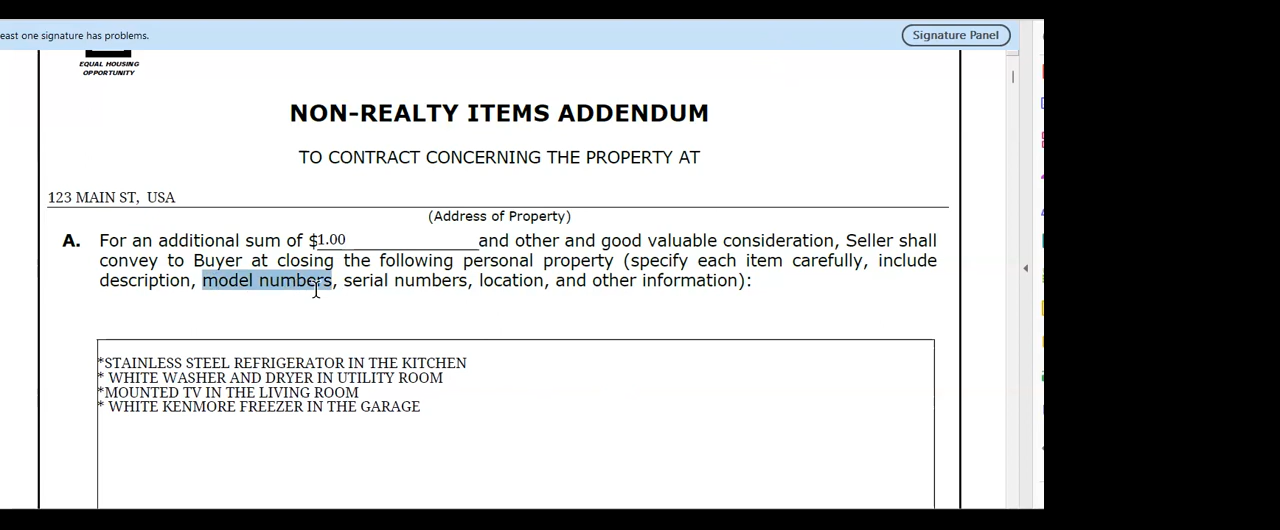 east one signature has problems.
Signature Panel
EQUAL HOUSING
OPPORTUNITY
NON-REALTY ITEMS ADDENDUM
TO CONTRACT CONCERNING THE PROPERTY AT
123 MAIN ST, USA
(Address of Property)
A. For an additional sum of $1.00 and other and good valuable consideration, Seller shall
convey to Buyer at closing the following personal property (specify each item carefully, include
description, model numbers, serial numbers, location, and other information):
*STAINLESS STEEL REFRIGERATOR IN THE KITCHEN
* WHITE WASHER AND DRYER IN UTILITY ROOM
*MOUNTED TV IN THE LIVING ROOM
* WHITE KENMORE FREEZER IN THE GARAGE